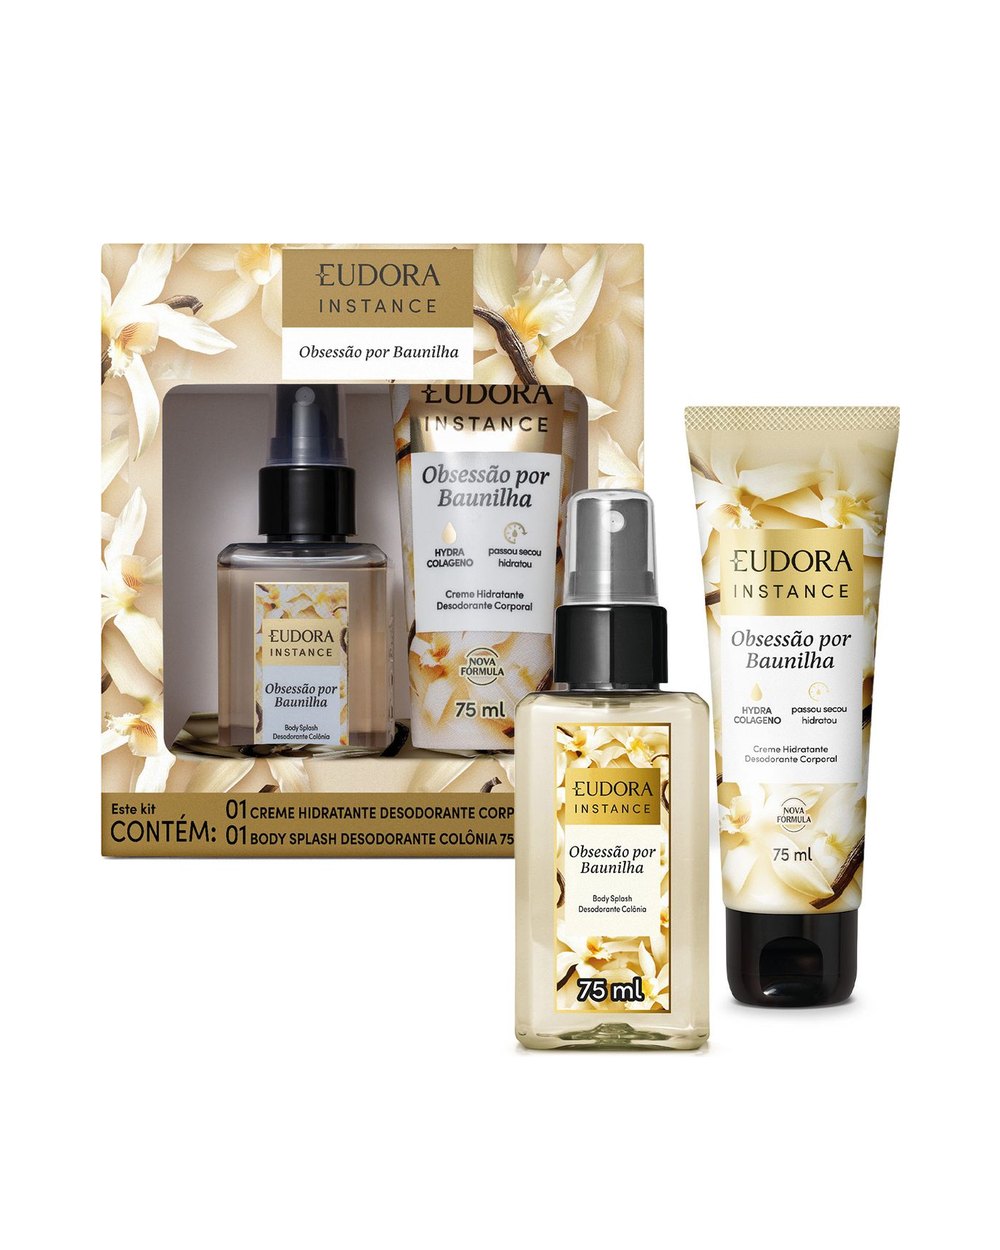 EUDORA
INSTANCE
Obsessão por Baunilha
EUDORA
INSTANCE
Obsessão por
Baunilha
HYDRA
COLAGENO
passou secou
hidratou
Creme Hidratante
Desodorante Corporal
NOVA
FÓRMULA
75 ml
EUDORA
INSTANCE
Obsessão por
Baunilha
Body Splash
Desodorante Colônia
Este kit
CONTÉM:
01 CREME HIDRATANTE DESODORANTE CORP
01 BODY SPLASH DESODORANTE COLÔNIA 75
EUDORA
INSTANCE
Obsessão por
Baunilha
Body Splash
Desodorante Colônia
75 ml
EUDORA
INSTANCE
Obsessão por
Baunilha
HYDRA
COLAGENO
passou secou
hidratou
Creme Hidratante
Desodorante Corporal
NOVA
FÓRMULA
75 ml